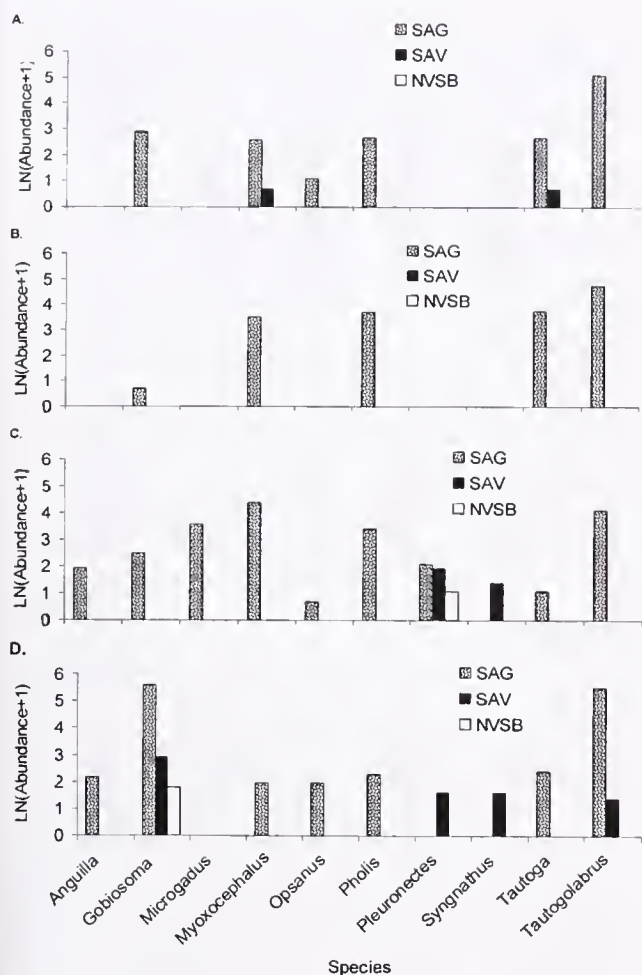 A.
SAG
SAV
NVSB
LN(Abundance+1)
6
5
4
3
2
1
0
B.
SAG
SAV
NVSB
LN(Abundance+1)
6
5
4
3
2
1
0
C.
SAG
SAV
NVSB
LN(Abundance+1)
6
5
4
3
2
1
0
D.
SAG
SAV
NVSB
LN(Abundance+1)
6
5
4
3
2
1
0
Anguilla
Gobiosoma
Microgadus
Myoxocephalus
Opsanus
Pholis
Pleuronectes
Syngnathus
Tautoga
Tautogolabrus
Species